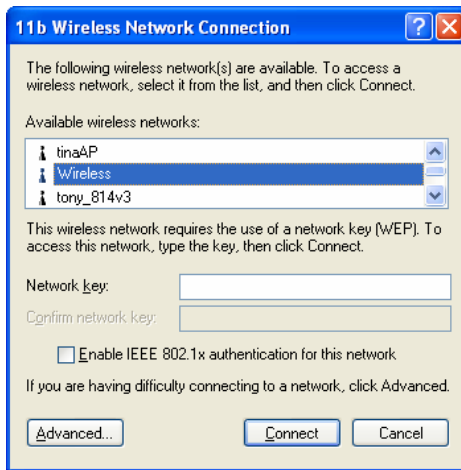 11b Wireless Network Connection
The following wireless network(s) are available. To access a
wireless network, select it from the list, and then click Connect.
Available wireless networks:
tinaAP
Wireless
tony_814v3
This wireless network requires the use of a network key (WEP). To
access this network, type the key, then click Connect.
Network key:
Confirm network key:
Enable IEEE 802.1x authentication for this network
If you are having difficulty connecting to a network, click Advanced.
Advanced... Connect Cancel